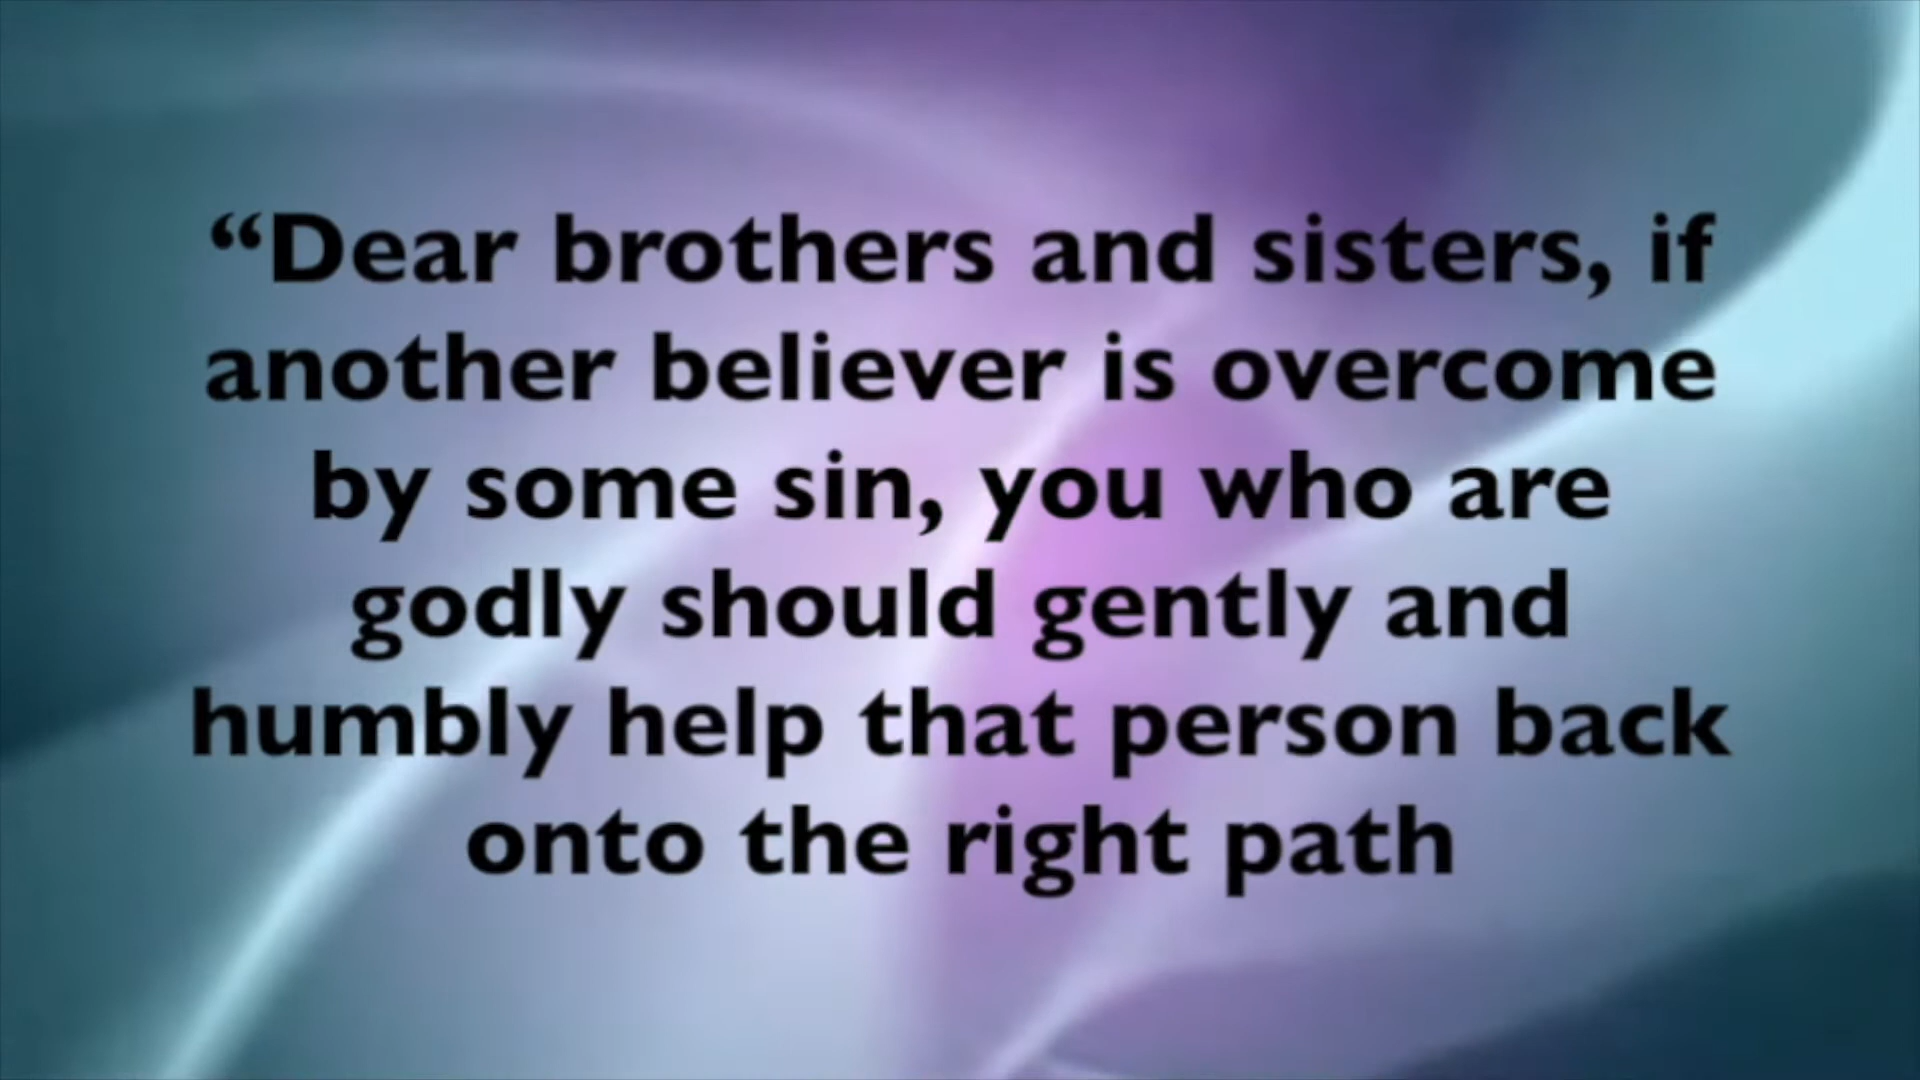 “Dear brothers and sisters, if
another believer is overcome
by some sin, you who are
godly should gently and
humbly help that person back
onto the right path